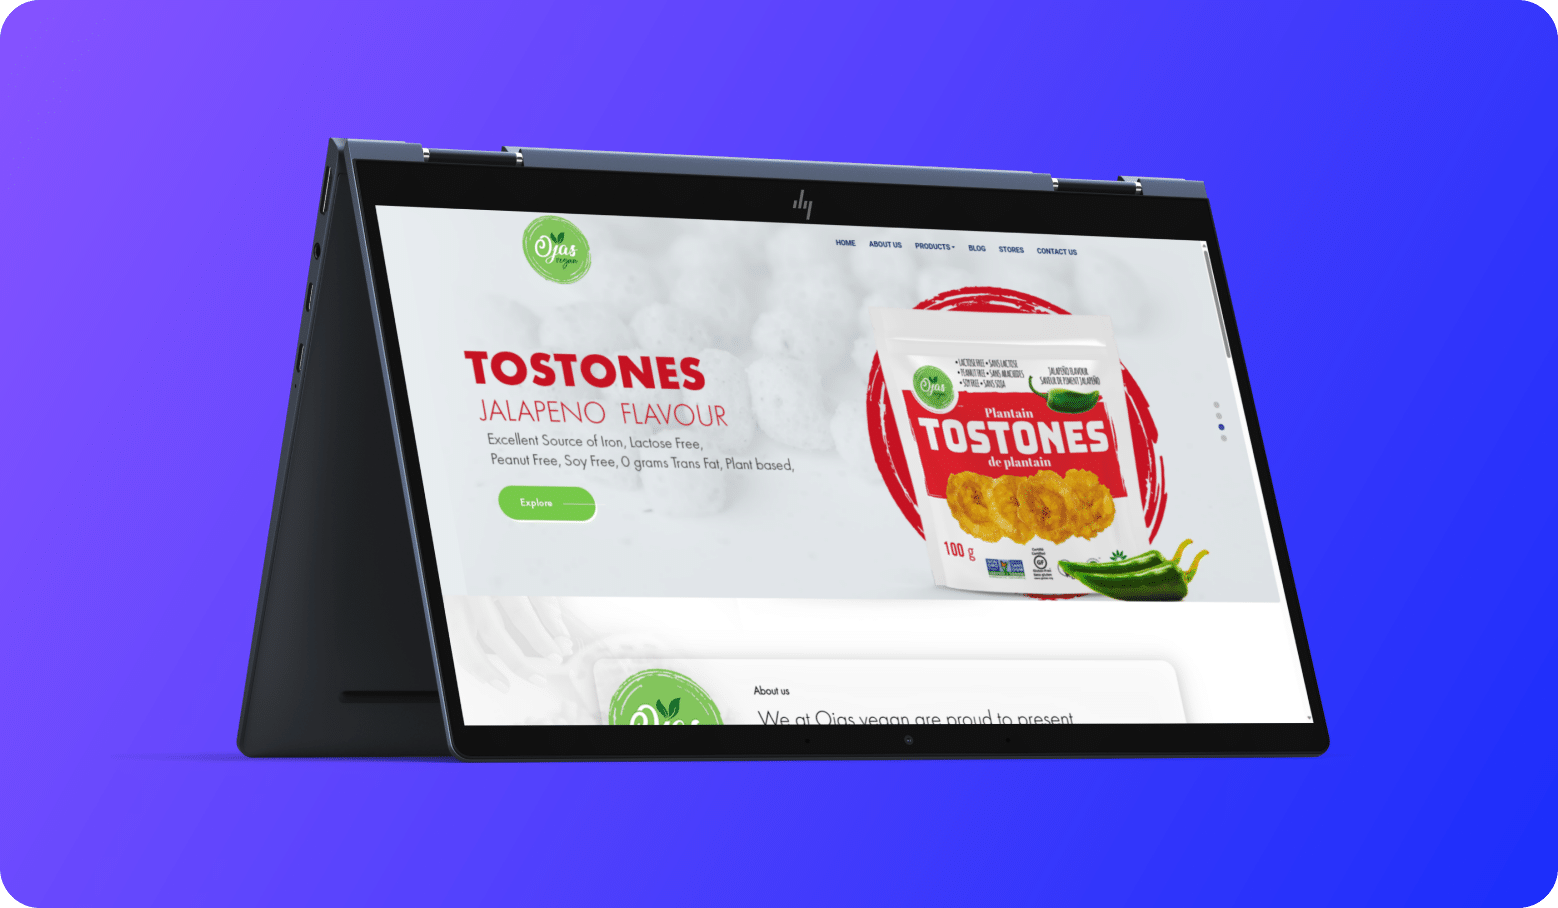 hp
Ojas
vegan
HOME ABOUT US PRODUCTS BLOG STORES CONTACT US
TOSTONES
JALAPENO FLAVOUR
Excellent Source of Iron, Lactose Free,
Peanut Free, Soy Free, 0 grams Trans Fat, Plant based,
Explore
• LACTOSE FREE • SANS LACTOSE
• PEANUT FREE • SANS ARACHIDES
• SOY FREE • SANS SOJA
JALAPEÑO FLAVOUR
SAVEUR DE PIMENT JALAPEÑO
Ojas
Plantain
TOSTONES
de plantain
100 g
GF
About us
We at Ojas vegan are proud to present
Ojas